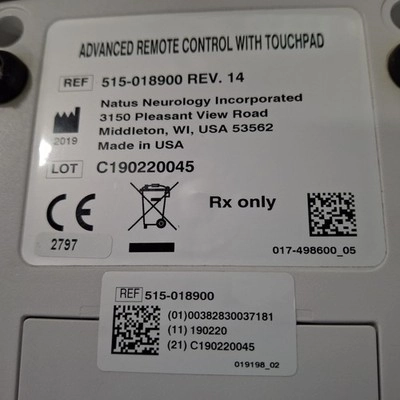 ADVANCED REMOTE CONTROL WITH TOUCHPAD
REF 515-018900 REV. 14
Natus Neurology Incorporated
3150 Pleasant View Road
Middleton, WI, USA 53562
Made in USA
2019
LOT C190220045
CE
2797
Rx only
017-498600_05
REF 515-018900
(01)00382830037181
(11) 190220
(21) C190220045
019198_02